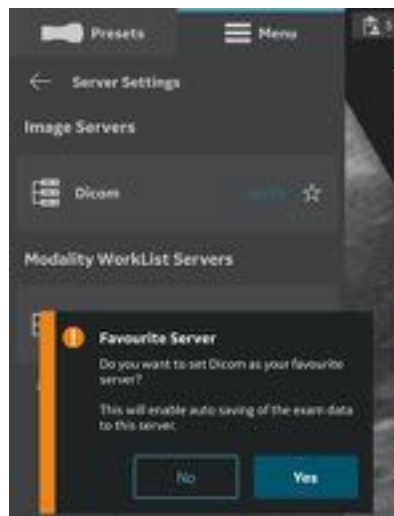 Presets
Menu
Server Settings
Image Servers
Dicom
Modality WorkList Servers
Favourite Server
Do you want to set Dicom as your favourite
server?
This will enable auto saving of the exam data
to this server.
No
Yes